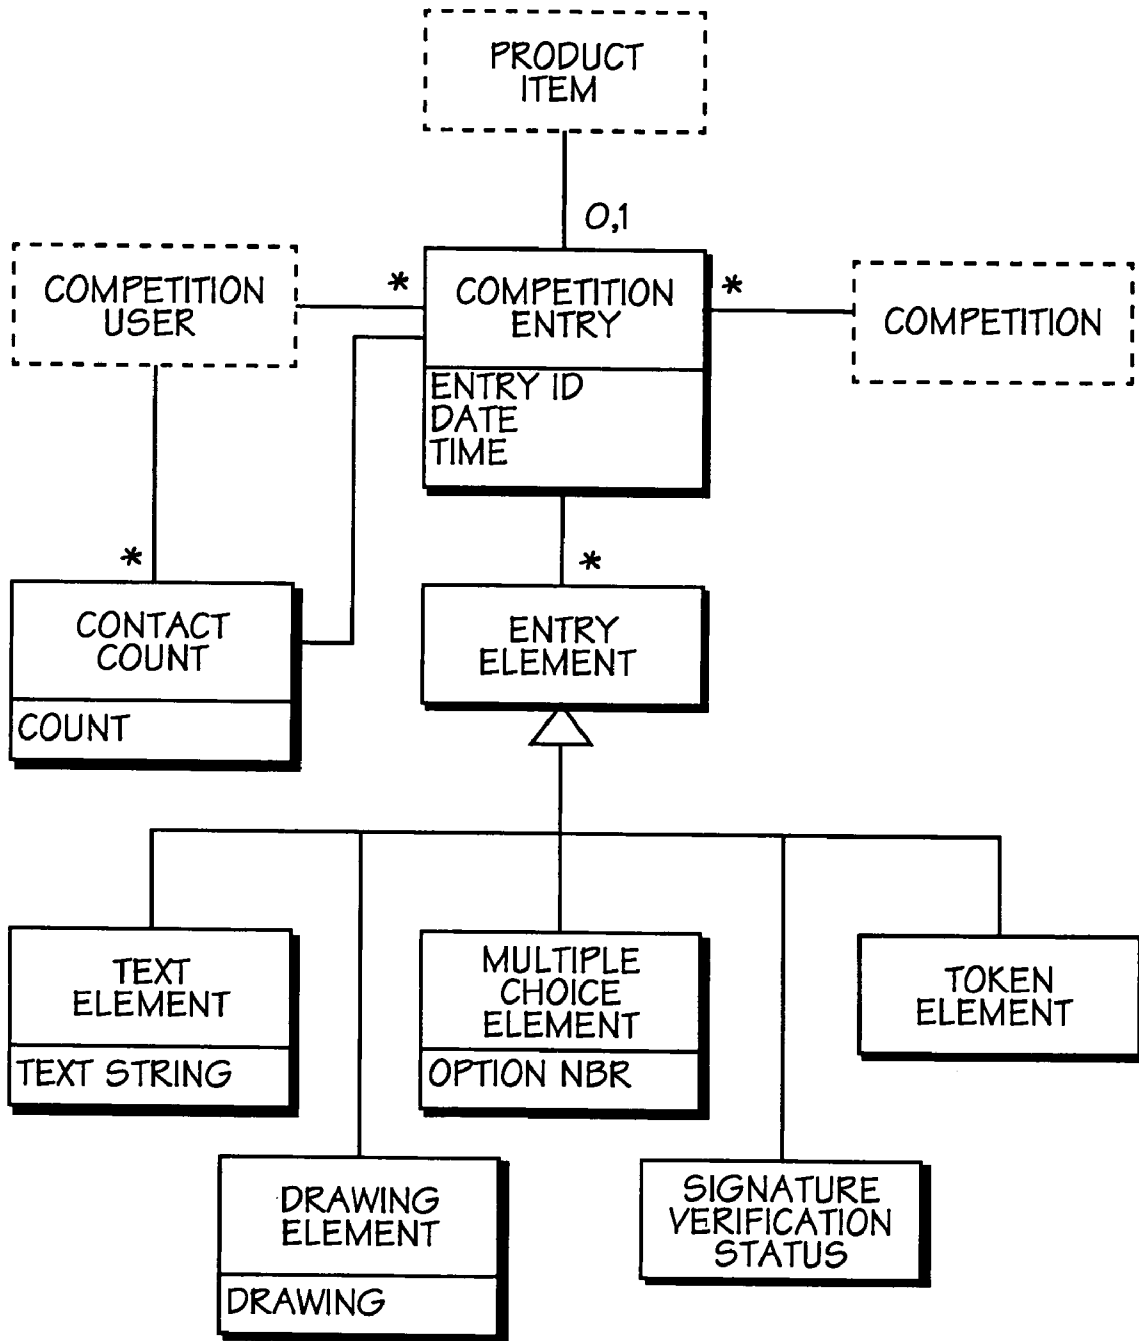 PRODUCT
ITEM
0,1
COMPETITION
USER
*
COMPETITION
ENTRY
*
COMPETITION
ENTRY ID
DATE
TIME
*
*
CONTACT
COUNT
COUNT
ENTRY
ELEMENT
TEXT
ELEMENT
TEXT STRING
MULTIPLE
CHOICE
ELEMENT
OPTION NBR
TOKEN
ELEMENT
DRAWING
ELEMENT
DRAWING
SIGNATURE
VERIFICATION
STATUS